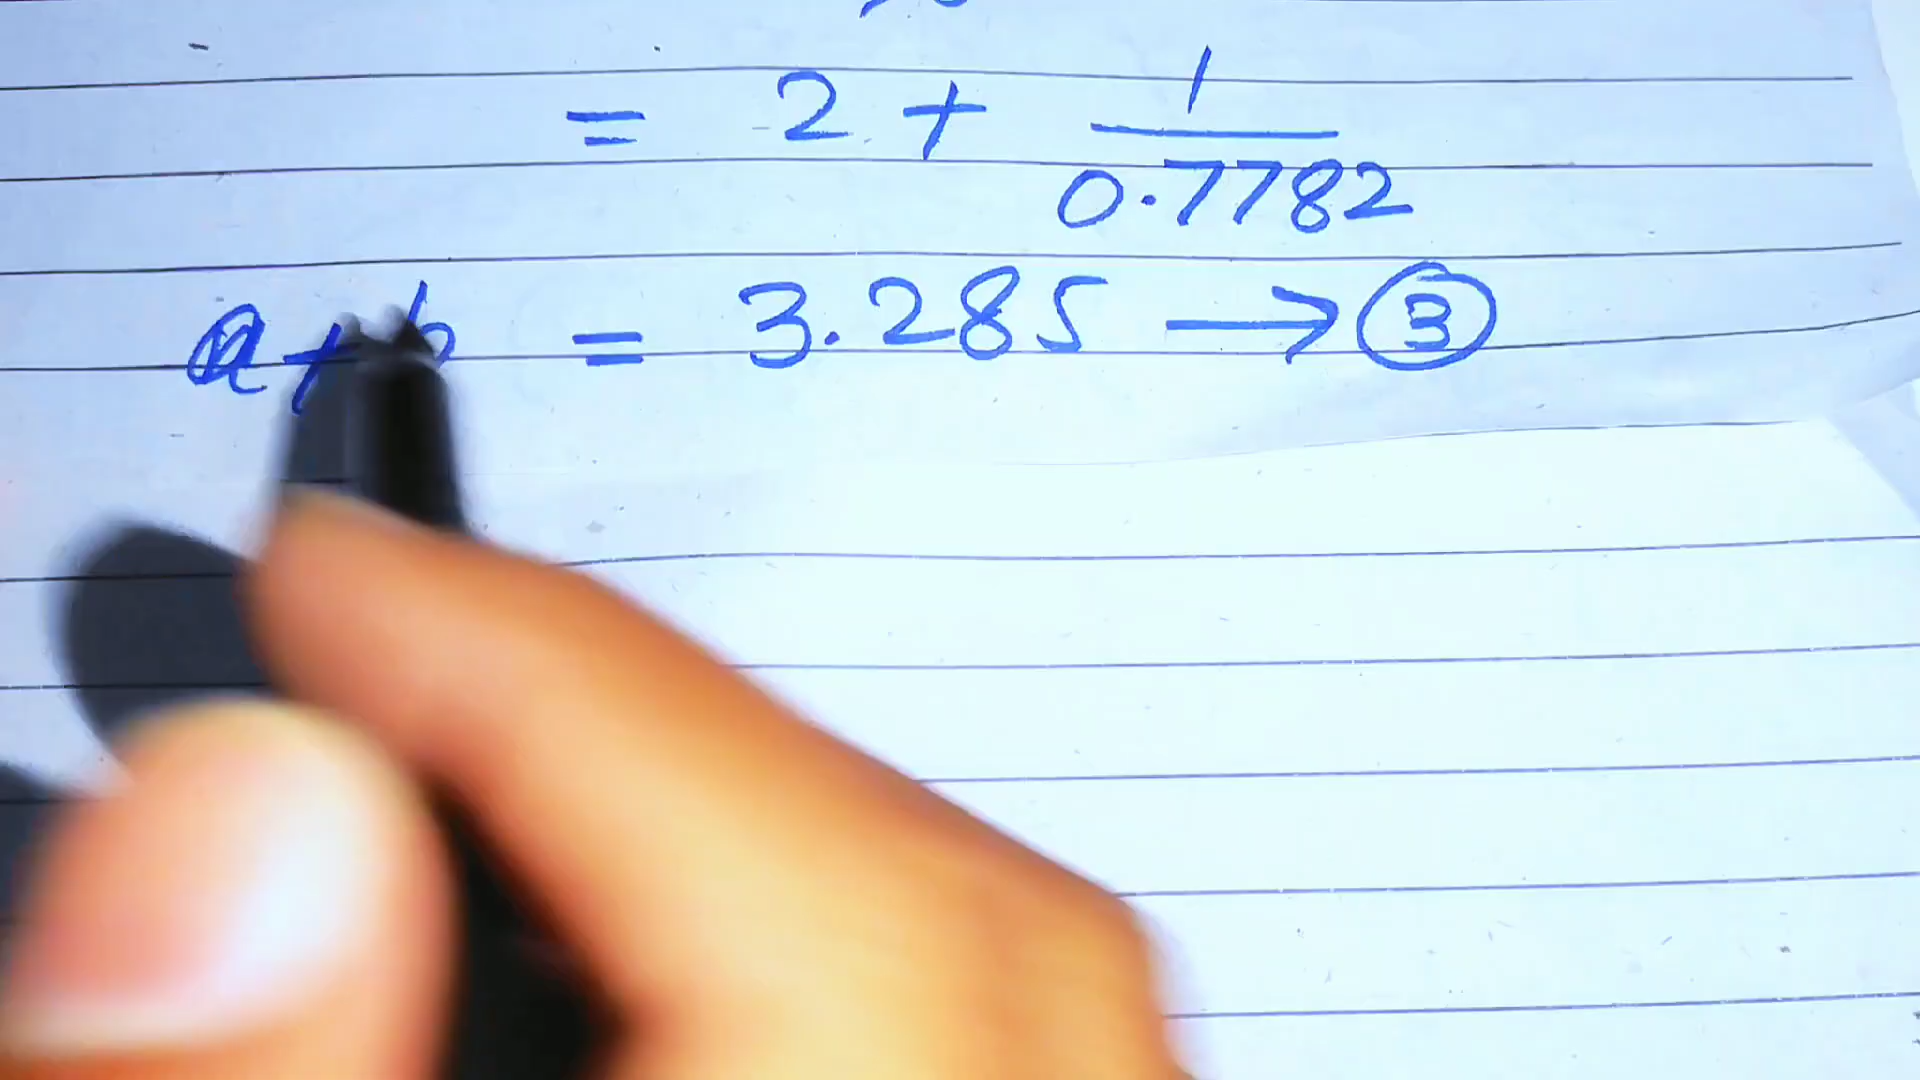 = 2 + 1/0.7782
a + b = 3.285 → ③